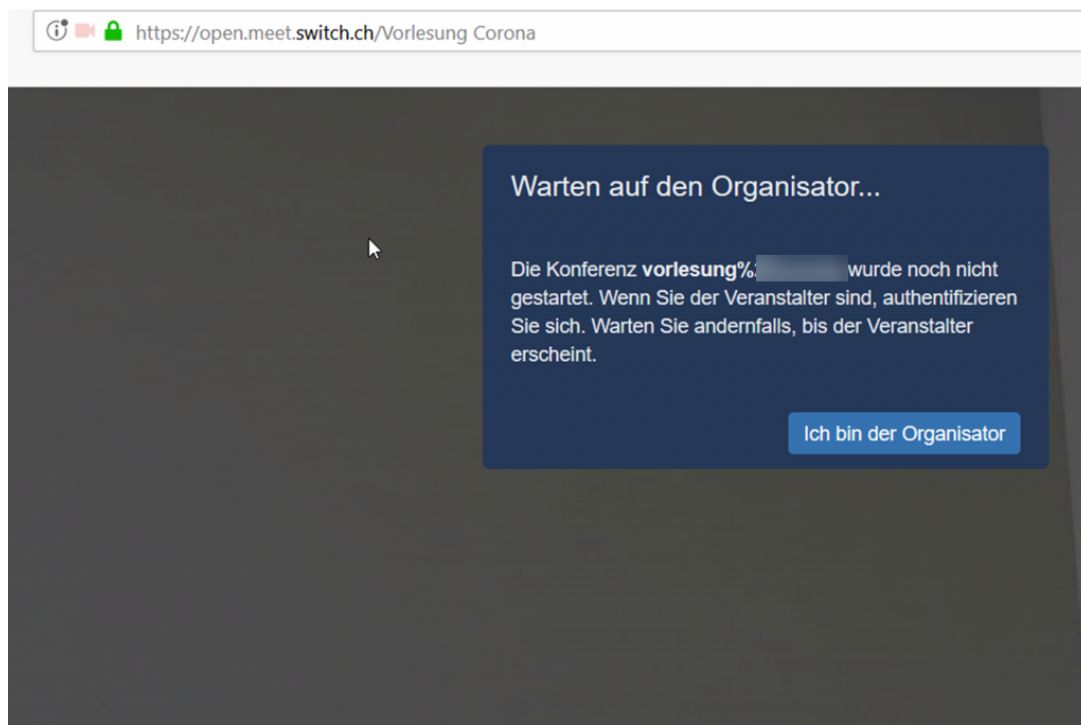 https://open.meet.switch.ch/Vorlesung Corona
Warten auf den Organisator...
Die Konferenz vorlesung% wurde noch nicht
gestartet. Wenn Sie der Veranstalter sind, authentifizieren
Sie sich. Warten Sie andernfalls, bis der Veranstalter
erscheint.
Ich bin der Organisator